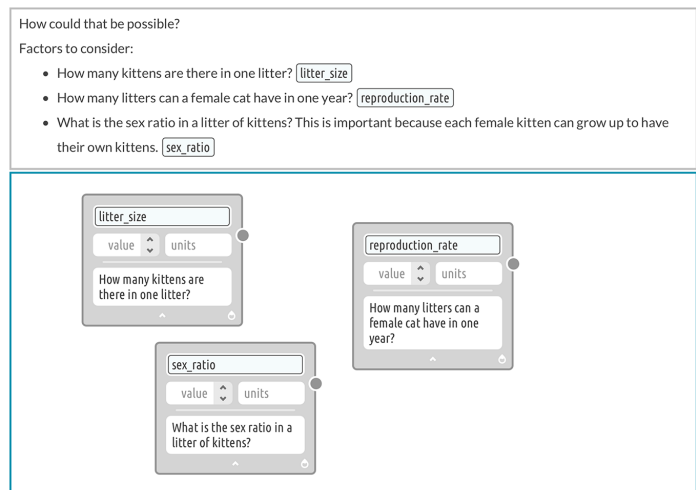 How could that be possible?
Factors to consider:
• How many kittens are there in one litter? litter_size
• How many litters can a female cat have in one year? reproduction_rate
• What is the sex ratio in a litter of kittens? This is important because each female kitten can grow up to have
their own kittens. sex_ratio
litter_size
value units
How many kittens are
there in one litter?
reproduction_rate
value units
How many litters can a
female cat have in one
year?
sex_ratio
value units
What is the sex ratio in a
litter of kittens?